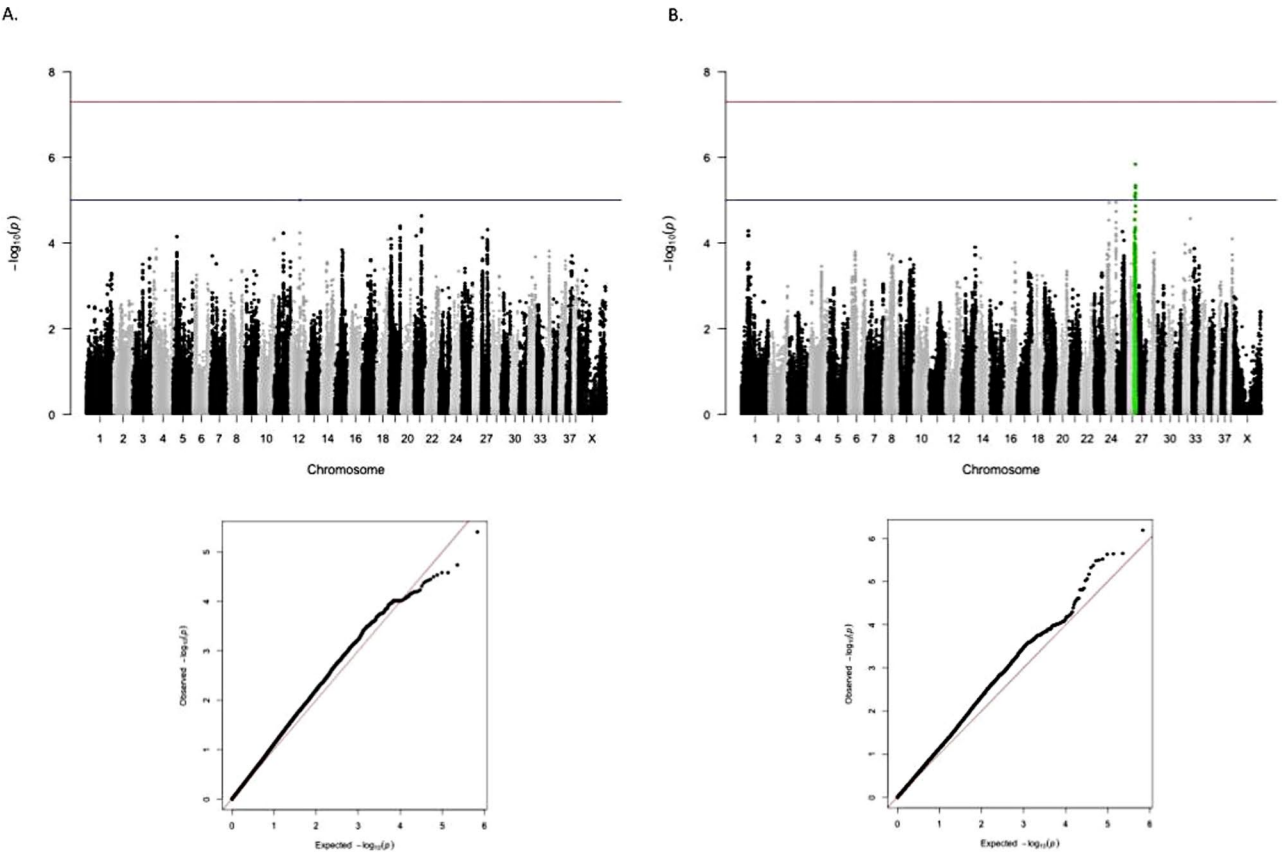 A.
8
6
4
2
0
−log10(p)
1 2 3 4 5 6 7 8 10 12 14 16 18 20 22 24 27 30 33 37 X
Chromosome
B.
8
6
4
2
0
−log10(p)
1 2 3 4 5 6 7 8 10 12 14 16 18 20 22 24 27 30 33 37 X
Chromosome
5
4
3
2
1
0
Observed −log10(p)
0 1 2 3 4 5 6
Expected −log10(p)
6
5
4
3
2
1
0
Observed −log10(p)
0 1 2 3 4 5 6
Expected −log10(p)